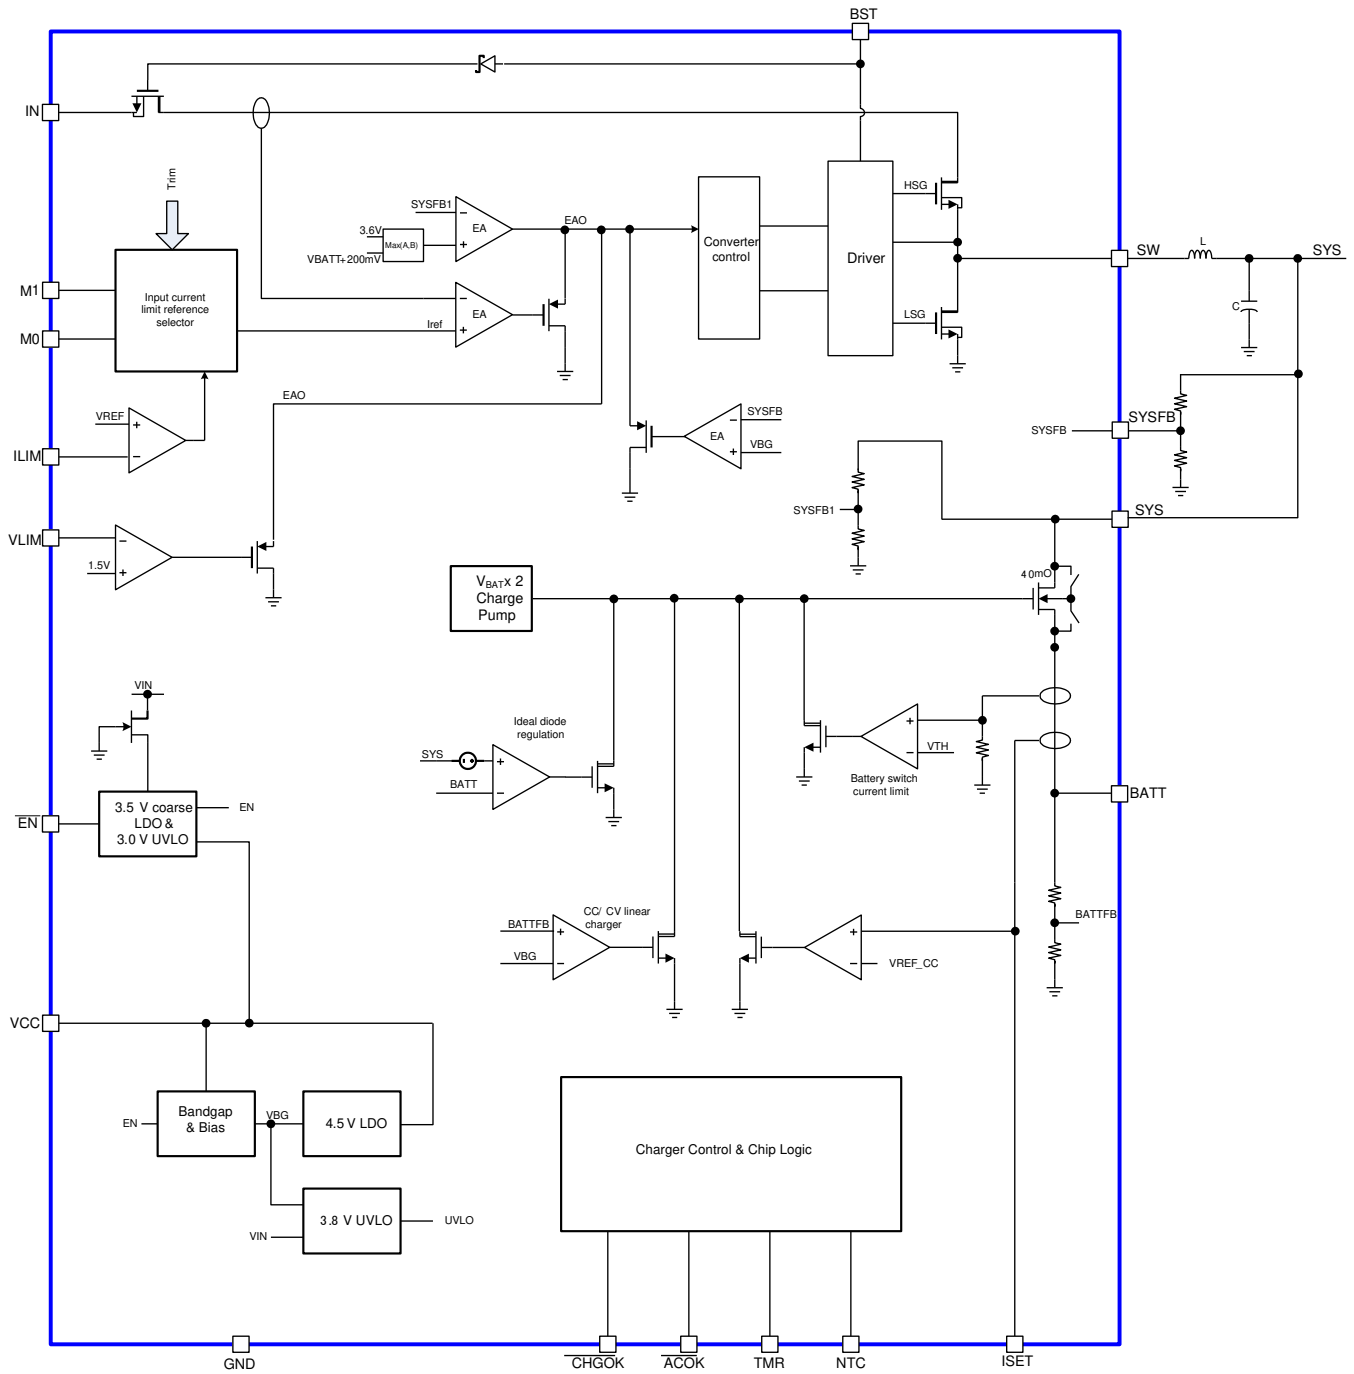 BST
IN
Trim
HSG
SYSFB1
−
EA
+
3.6V
Max(A,B)
VBATT+200mV
EAO
Converter
control
Driver
SW
L
SYS
M1
Input current
limit reference
selector
M0
−
EA
+
Iref
LSG
C
EAO
VREF
+
−
ILIM
SYSFB
−
EA
+
VBG
SYSFB
SYSFB
SYSFB1
SYS
VLIM
−
1.5V
+
VBATx 2
Charge
Pump
40mO
VIN
Ideal diode
regulation
SYS
+
BATT
−
+
−
VTH
Battery switch
current limit
BATT
EN
3.5 V coarse
LDO &
3.0 V UVLO
EN
CC/ CV linear
charger
BATTFB
+
VBG
−
+
−
VREF_CC
BATTFB
VCC
EN
Bandgap
& Bias
VBG
4.5 V LDO
3.8 V UVLO
VIN
UVLO
Charger Control & Chip Logic
GND
CHGOK
ACOK
TMR
NTC
ISET